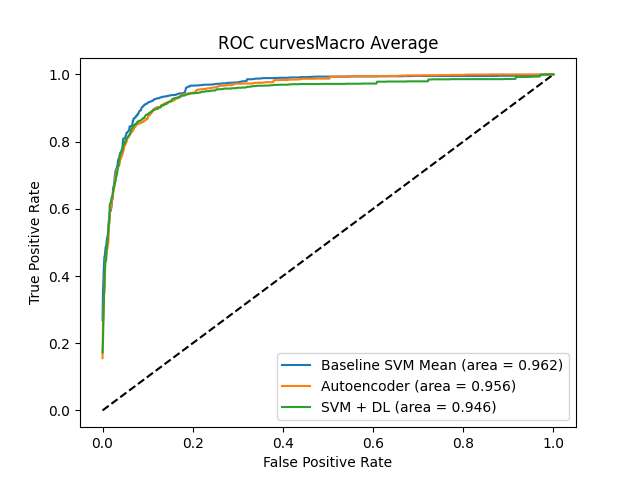 ROC curvesMacro Average
True Positive Rate
1.0
0.8
0.6
0.4
0.2
0.0
Baseline SVM Mean (area = 0.962)
Autoencoder (area = 0.956)
SVM + DL (area = 0.946)
0.0 0.2 0.4 0.6 0.8 1.0
False Positive Rate